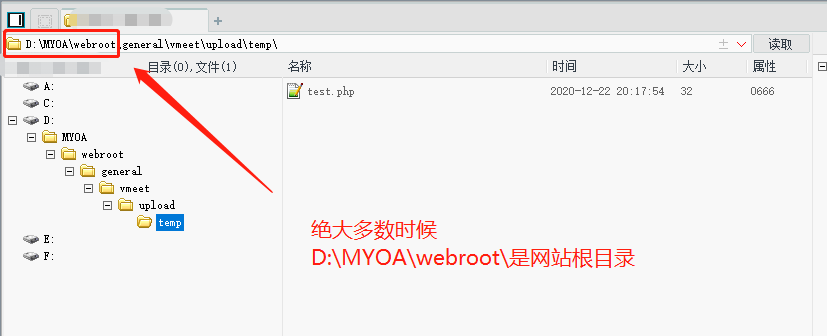 D:\MYOA\webroot\general\vmeet\upload\temp\
读取
目录(0),文件(1)
名称 时间 大小 属性
A:
test.php 2020-12-22 20:17:54 32 0666
C:
D:
MYOA
webroot
general
vmeet
upload
temp
E:
F:
绝大多数时候
D:\MYOA\webroot\是网站根目录